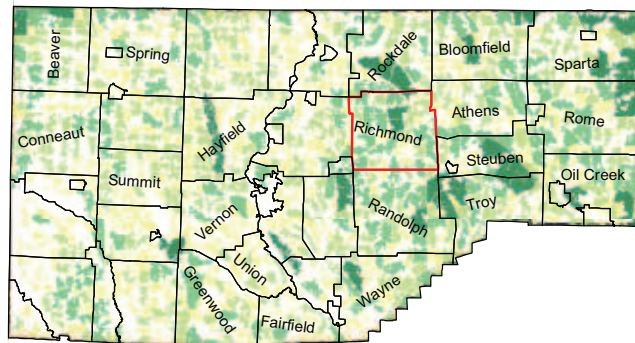 Beaver
Spring
Rockdale
Bloomfield
Sparta
Conneaut
Hayfield
Richmond
Athens
Rome
Summit
Steuben
Oil Creek
Vernon
Randolph
Troy
Union
Greenwood
Wayne
Fairfield